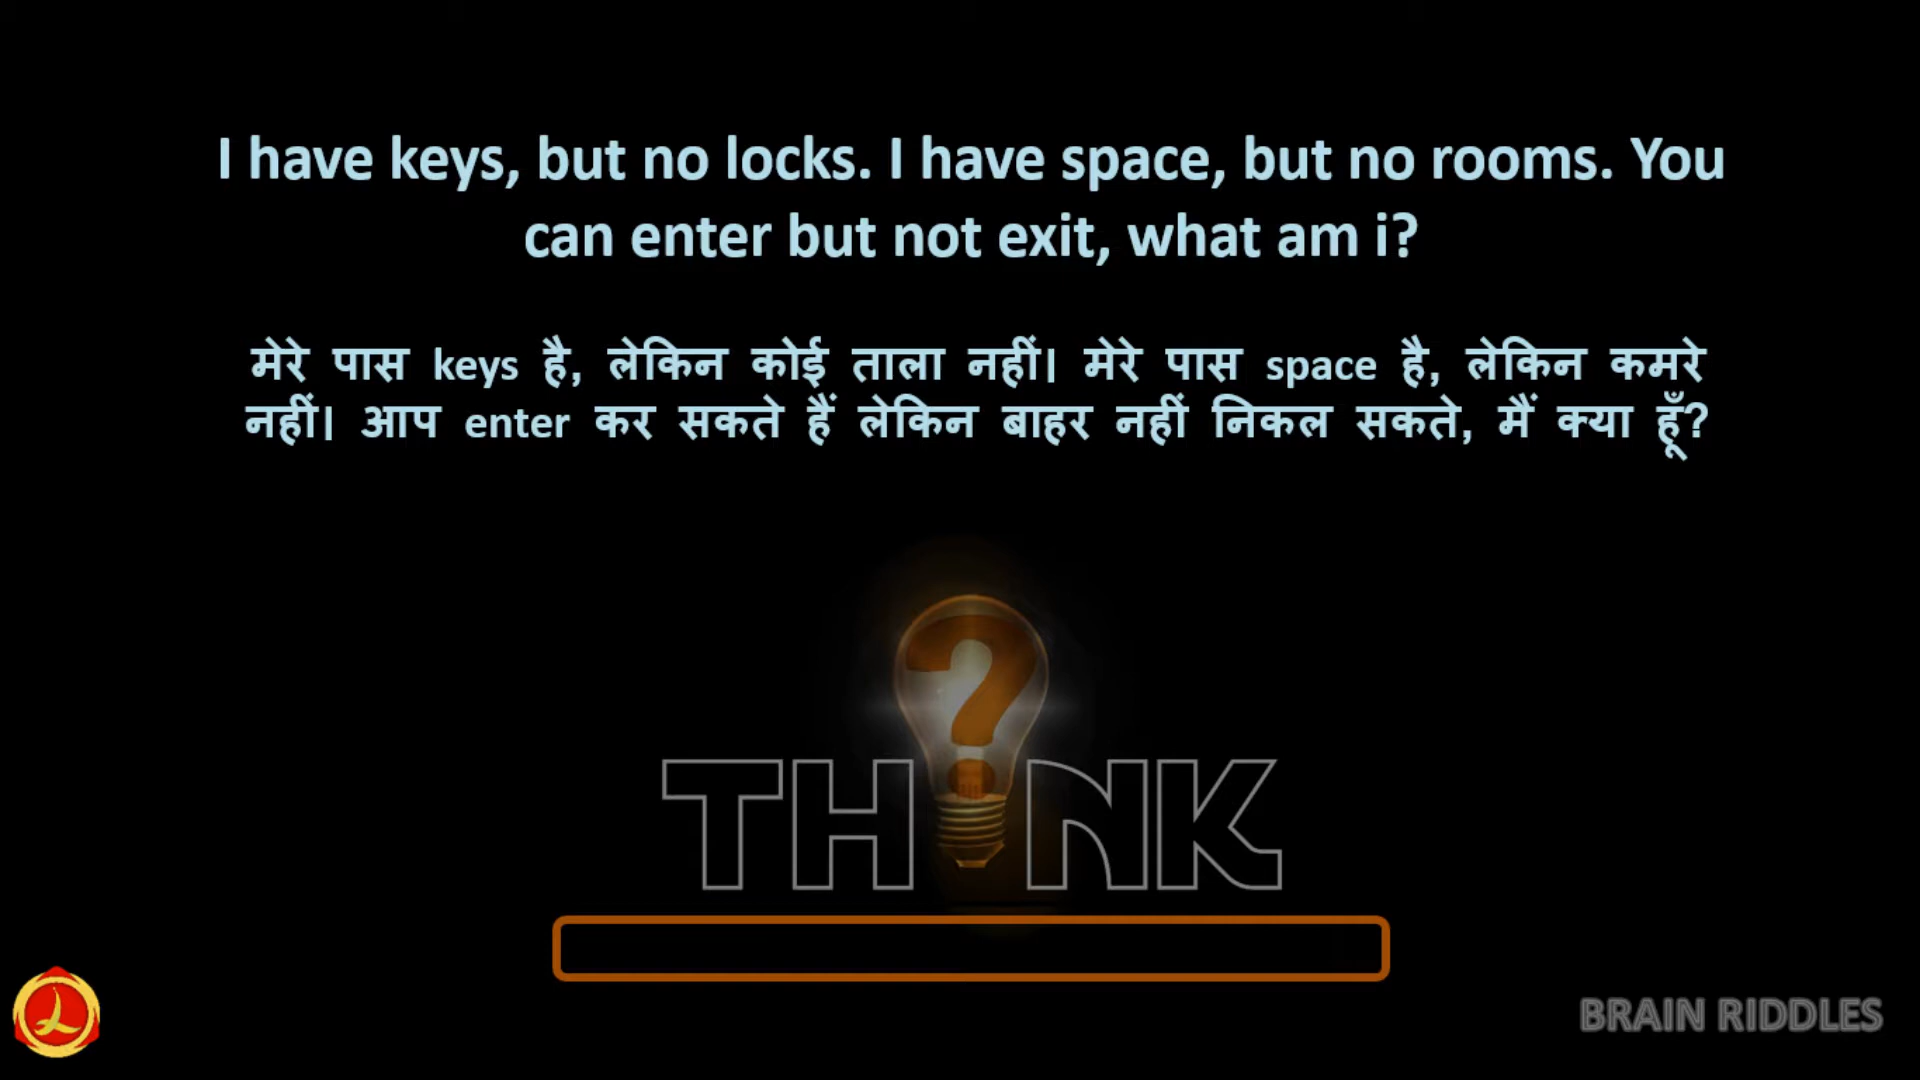 I have keys, but no locks. I have space, but no rooms. You
can enter but not exit, what am i?
मेरे पास keys है, लेकिन कोई ताला नहीं। मेरे पास space है, लेकिन कमरे
नहीं। आप enter कर सकते हैं लेकिन बाहर नहीं निकल सकते, मैं क्या हूँ?
TH?NK
BRAIN RIDDLES